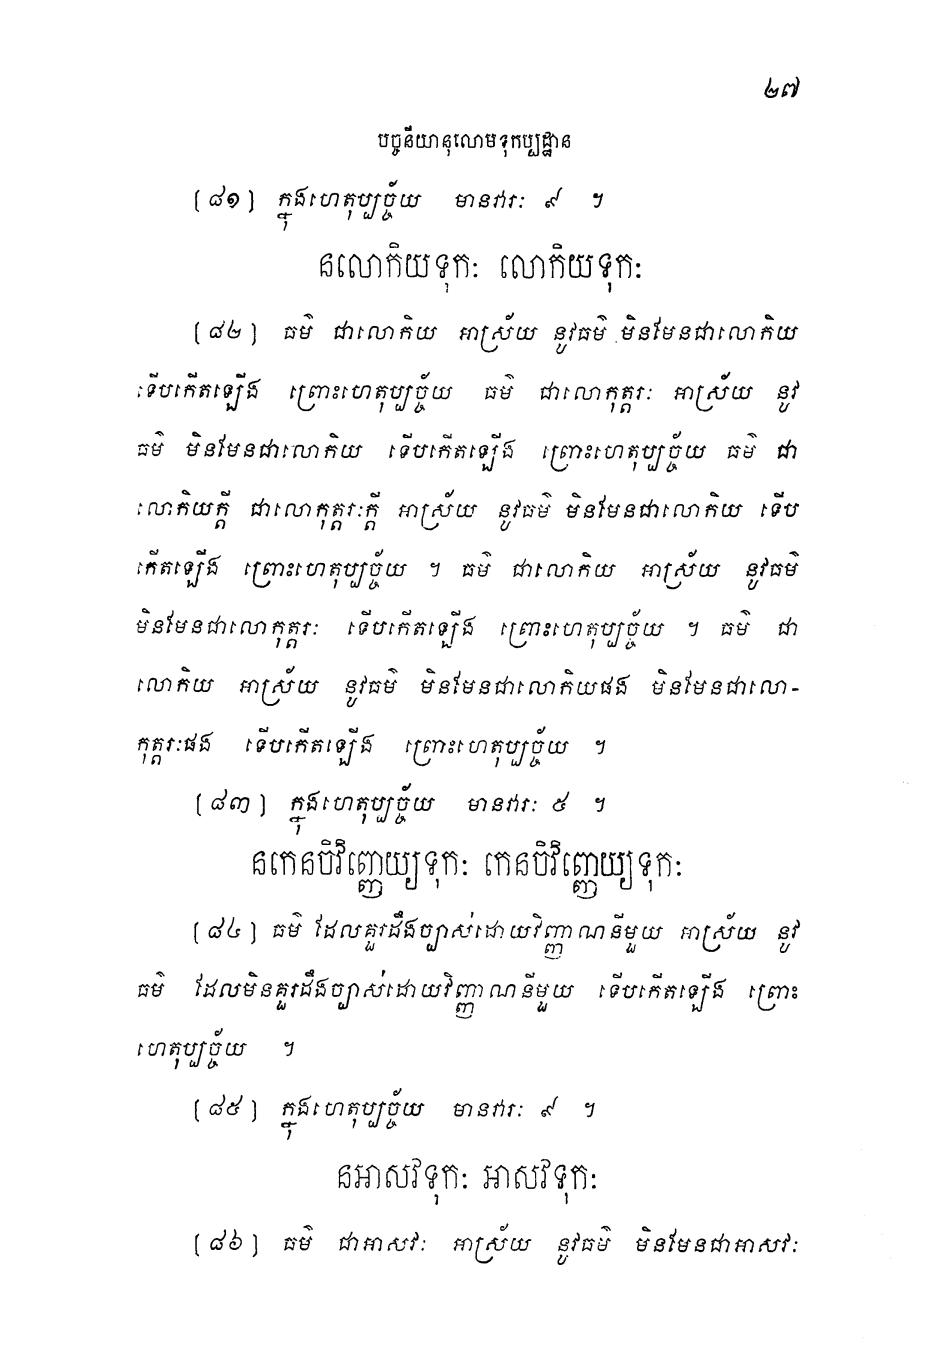 ២៧
បច្ចនីយានុលោមទុកប្បដ្ឋាន
[៨១] ក្នុងហេតុប្បច្ច័យ មានវារៈ ៩ ។
នលោកិយទុកៈ លោកិយទុកៈ
[៨២] ធម៌ ជាលោកិយ អាស្រ័យ នូវធម៌ មិនមែនជាលោកិយ
ទើបកើតឡើង ព្រោះហេតុប្បច្ច័យ ធម៌ ជាលោកុត្តរៈ អាស្រ័យ នូវ
ធម៌ មិនមែនជាលោកិយ ទើបកើតឡើង ព្រោះហេតុប្បច្ច័យ ធម៌ ជា
លោកិយក្តី ជាលោកុត្តរៈក្តី អាស្រ័យ នូវធម៌ មិនមែនជាលោកិយ ទើប
កើតឡើង ព្រោះហេតុប្បច្ច័យ ។ ធម៌ ជាលោកិយ អាស្រ័យ នូវធម៌
មិនមែនជាលោកុត្តរៈ ទើបកើតឡើង ព្រោះហេតុប្បច្ច័យ ។ ធម៌ ជា
លោកិយ អាស្រ័យ នូវធម៌ មិនមែនជាលោកិយផង មិនមែនជាលោ-
កុត្តរៈផង ទើបកើតឡើង ព្រោះហេតុប្បច្ច័យ ។
[៨៣] ក្នុងហេតុប្បច្ច័យ មានវារៈ ៥ ។
នកេនចិវិញ្ញេយ្យទុកៈ កេនចិវិញ្ញេយ្យទុកៈ
[៨៤] ធម៌ ដែលគួរដឹងច្បាស់ដោយវិញ្ញាណនីមួយ អាស្រ័យ នូវ
ធម៌ ដែលមិនគួរដឹងច្បាស់ដោយវិញ្ញាណនីមួយ ទើបកើតឡើង ព្រោះ
ហេតុប្បច្ច័យ ។
[៨៥] ក្នុងហេតុប្បច្ច័យ មានវារៈ ៩ ។
នអាសវទុកៈ អាសវទុកៈ
[៨៦] ធម៌ ជាអាសវៈ អាស្រ័យ នូវធម៌ មិនមែនជាអាសវៈ